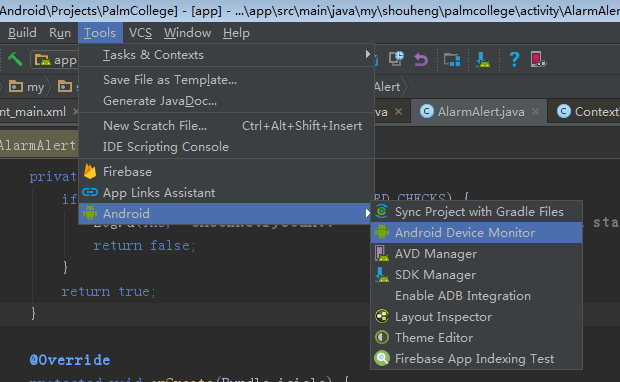 Android\Projects\PalmCollege] - [app] - ...\app\src\main\java\my\shouheng\palmcollege\activity\AlarmAler
Build Run Tools VCS Window Help
app
Tasks & Contexts
my
Save File as Template...
Alert
Generate JavaDoc...
nt_main.xml
va
AlarmAlert.java
Context
New Scratch File... Ctrl+Alt+Shift+Insert
AlarmAlert
IDE Scripting Console
Firebase
priva
App Links Assistant
if
RD_CHECKS) {
Android
Sync Project with Gradle Files
sta
return false;
Android Device Monitor
}
AVD Manager
SDK Manager
return true;
Enable ADB Integration
}
Layout Inspector
Theme Editor
@Override
Firebase App Indexing Test